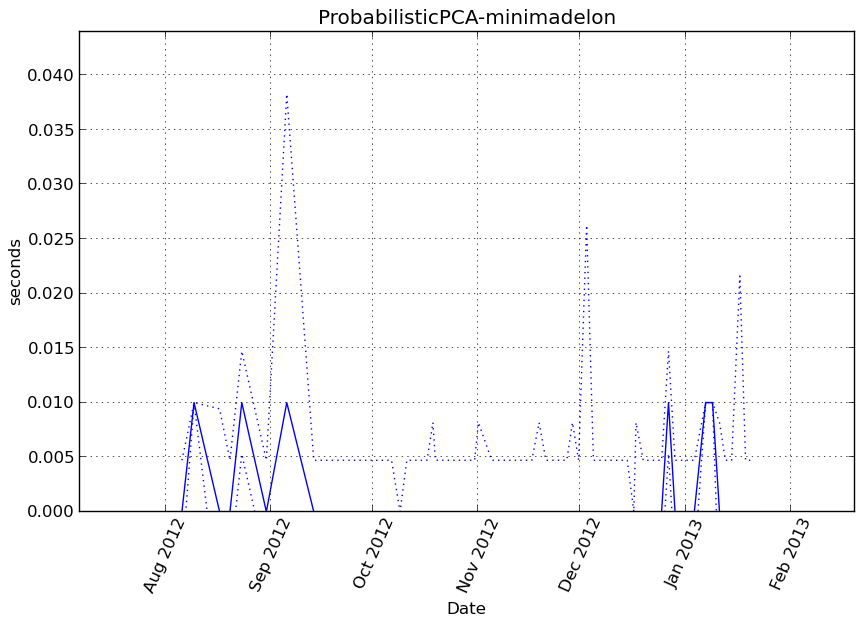 ProbabilisticPCA-minimadelon
0.040
0.035
0.030
0.025
0.020
0.015
0.010
0.005
0.000
seconds
Aug 2012
Sep 2012
Oct 2012
Nov 2012
Dec 2012
Jan 2013
Feb 2013
Date